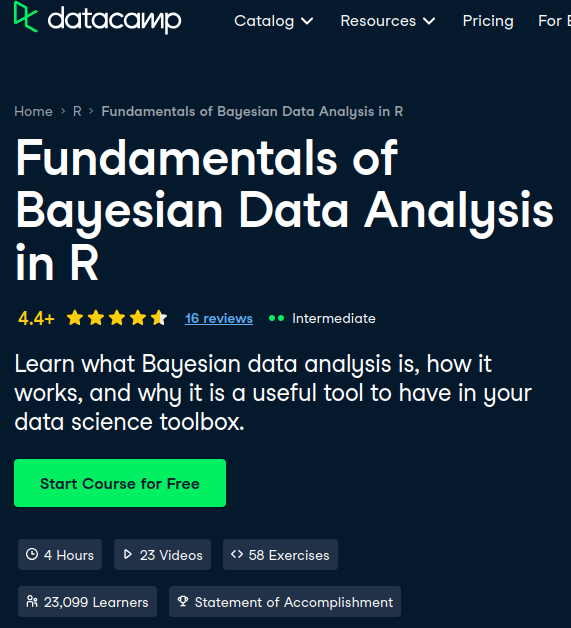 datacamp Catalog Resources Pricing For
Home > R > Fundamentals of Bayesian Data Analysis in R
Fundamentals of
Bayesian Data Analysis
in R
4.4+ 16 reviews Intermediate
Learn what Bayesian data analysis is, how it
works, and why it is a useful tool to have in your
data science toolbox.
Start Course for Free
4 Hours 23 Videos <> 58 Exercises
23,099 Learners Statement of Accomplishment